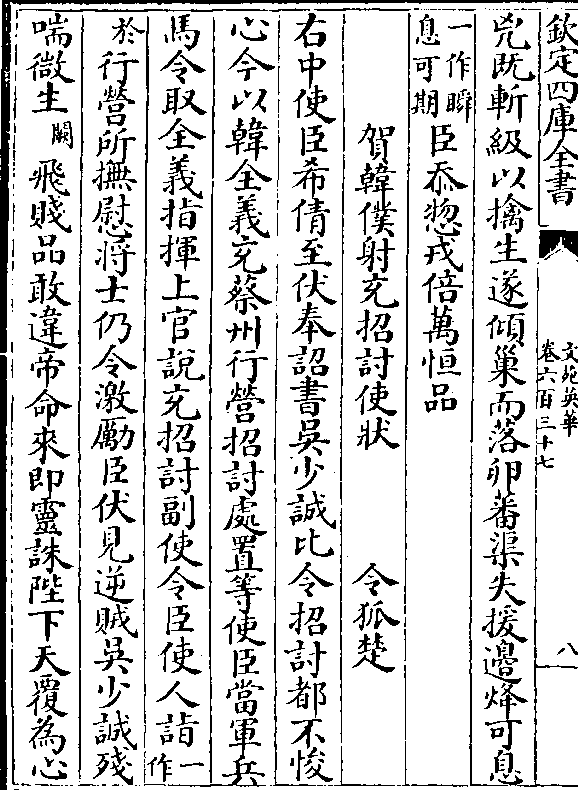 欽定四庫全書
文苑英華
卷六百三十七
八
兇既斬級以擒生遂傾巢而落卵蕃渠失援邊烽可息
一作瞬
息可期臣忝惣戎倍萬恒品
賀韓僕射充招討使狀 令狐楚
右中使臣希倩至伏奉詔書吳少誠比令招討都不悛
心今以韓全義充蔡州行營招討處置等使臣當軍兵
馬令取全義指揮上官說充招討副使令臣使人詣一作
於行營所撫慰將士仍令激勵臣伏見逆賊吳少誠殘
喘微生闕飛賤品敢違帝命來即靈誅陛下天覆為心